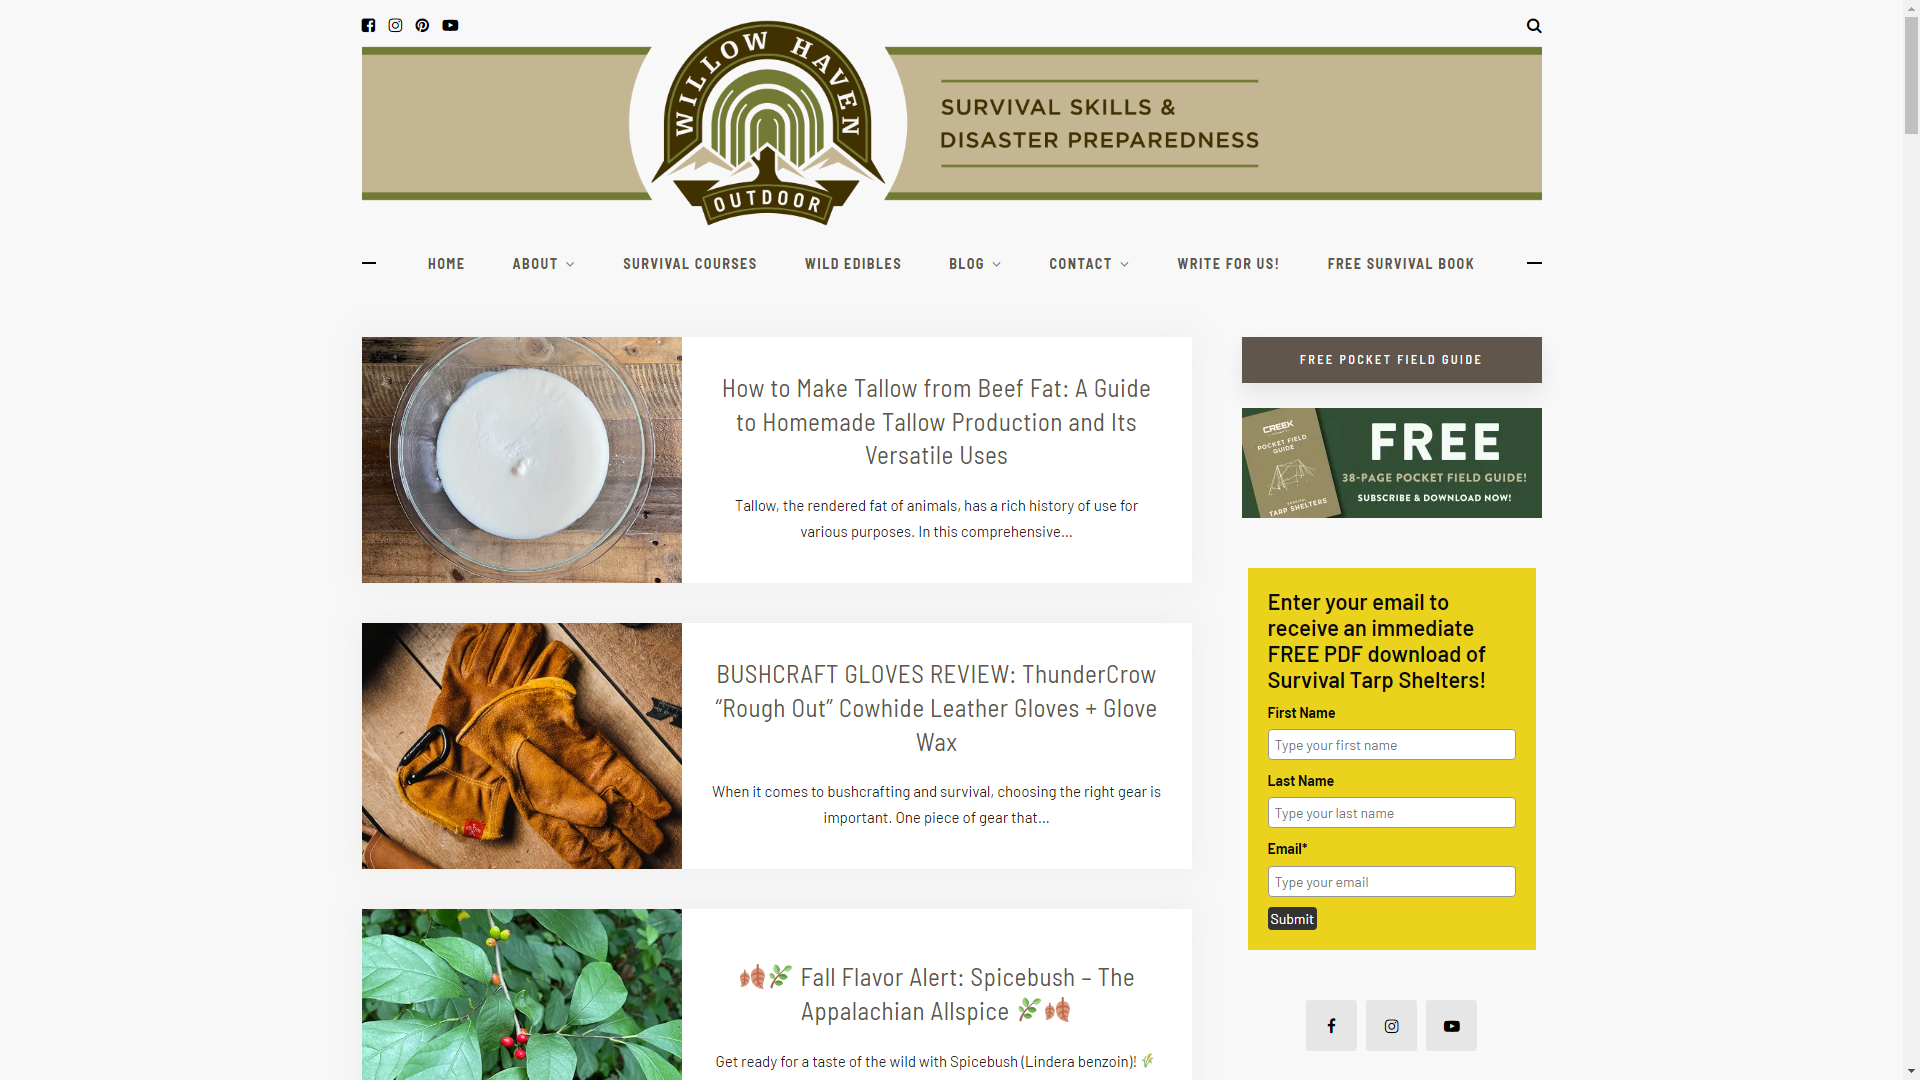 WILLOW HAVEN
OUTDOOR
SURVIVAL SKILLS &
DISASTER PREPAREDNESS
HOME
ABOUT
SURVIVAL COURSES
WILD EDIBLES
BLOG
CONTACT
WRITE FOR US!
FREE SURVIVAL BOOK
How to Make Tallow from Beef Fat: A Guide
to Homemade Tallow Production and Its
Versatile Uses
Tallow, the rendered fat of animals, has a rich history of use for
various purposes. In this comprehensive...
BUSHCRAFT GLOVES REVIEW: ThunderCrow
“Rough Out” Cowhide Leather Gloves + Glove
Wax
When it comes to bushcrafting and survival, choosing the right gear is
important. One piece of gear that...
🍂🌿 Fall Flavor Alert: Spicebush – The
Appalachian Allspice 🌿🍂
Get ready for a taste of the wild with Spicebush (Lindera benzoin)! 🌾
FREE POCKET FIELD GUIDE
CREEK
POCKET FIELD
GUIDE
SURVIVAL
TARP SHELTERS
FREE
38-PAGE POCKET FIELD GUIDE!
SUBSCRIBE & DOWNLOAD NOW!
Enter your email to
receive an immediate
FREE PDF download of
Survival Tarp Shelters!
First Name
Type your first name
Last Name
Type your last name
Email*
Type your email
Submit